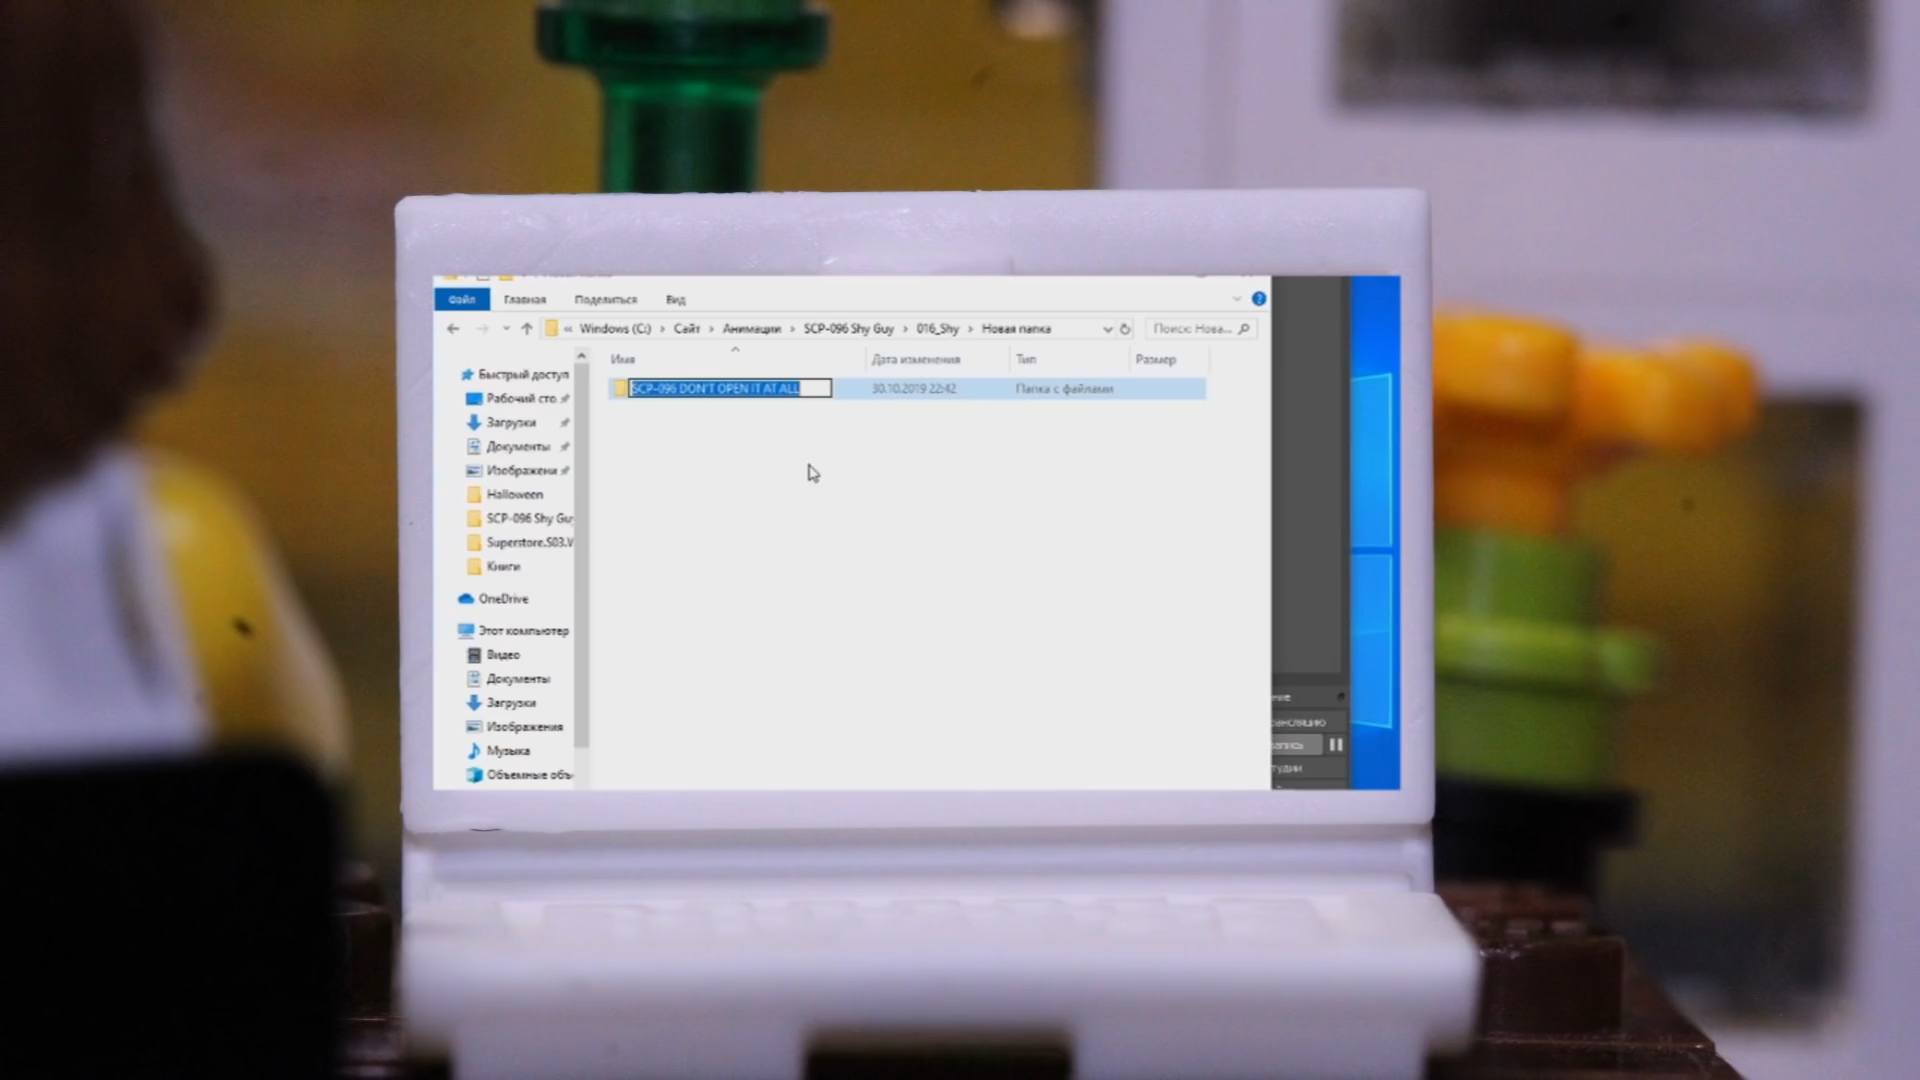 Файл Главная Поделиться Вид
« Windows (C:) › Сайт › Анимации › SCP-096 Shy Guy › 016_Shy › Новая папка
Поиск: Нова...
Имя Дата изменения Тип Размер
SCP-096 DON'T OPEN IT AT ALL 30.10.2019 22:42 Папка с файлами
Быстрый доступ
Рабочий сто
Загрузки
Документы
Изображени
Halloween
SCP-096 Shy Guy
Superstore.S03.V
Книги
OneDrive
Этот компьютер
Видео
Документы
Загрузки
Изображения
Музыка
Объемные объ